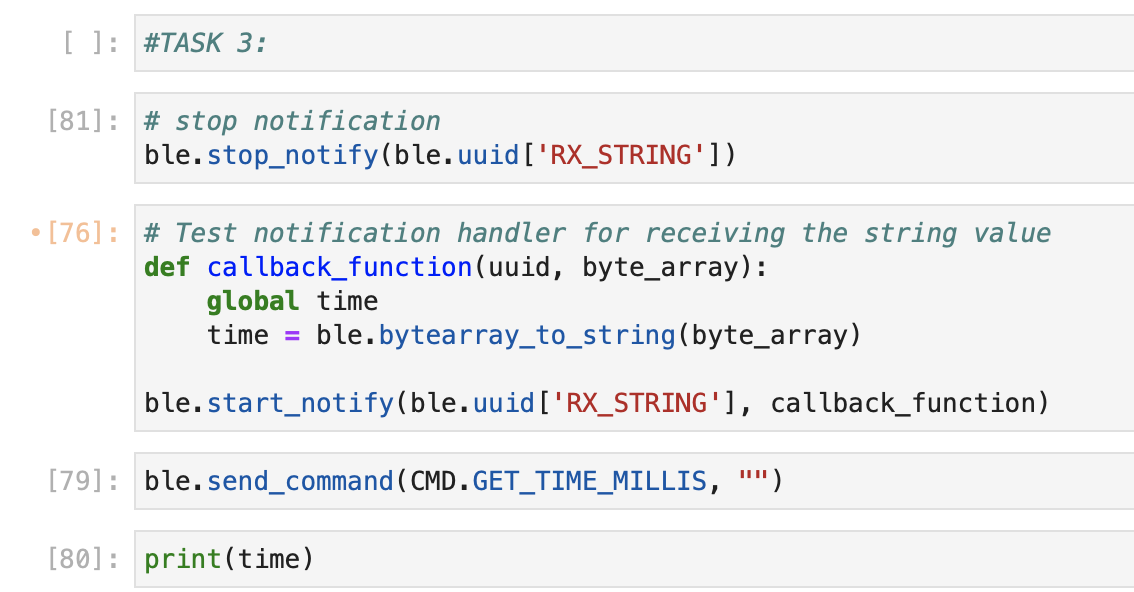 [ ]: #TASK 3:
[81]: # stop notification
ble.stop_notify(ble.uuid['RX_STRING'])
•[76]: # Test notification handler for receiving the string value
def callback_function(uuid, byte_array):
    global time
    time = ble.bytearray_to_string(byte_array)
ble.start_notify(ble.uuid['RX_STRING'], callback_function)
[79]: ble.send_command(CMD.GET_TIME_MILLIS, "")
[80]: print(time)